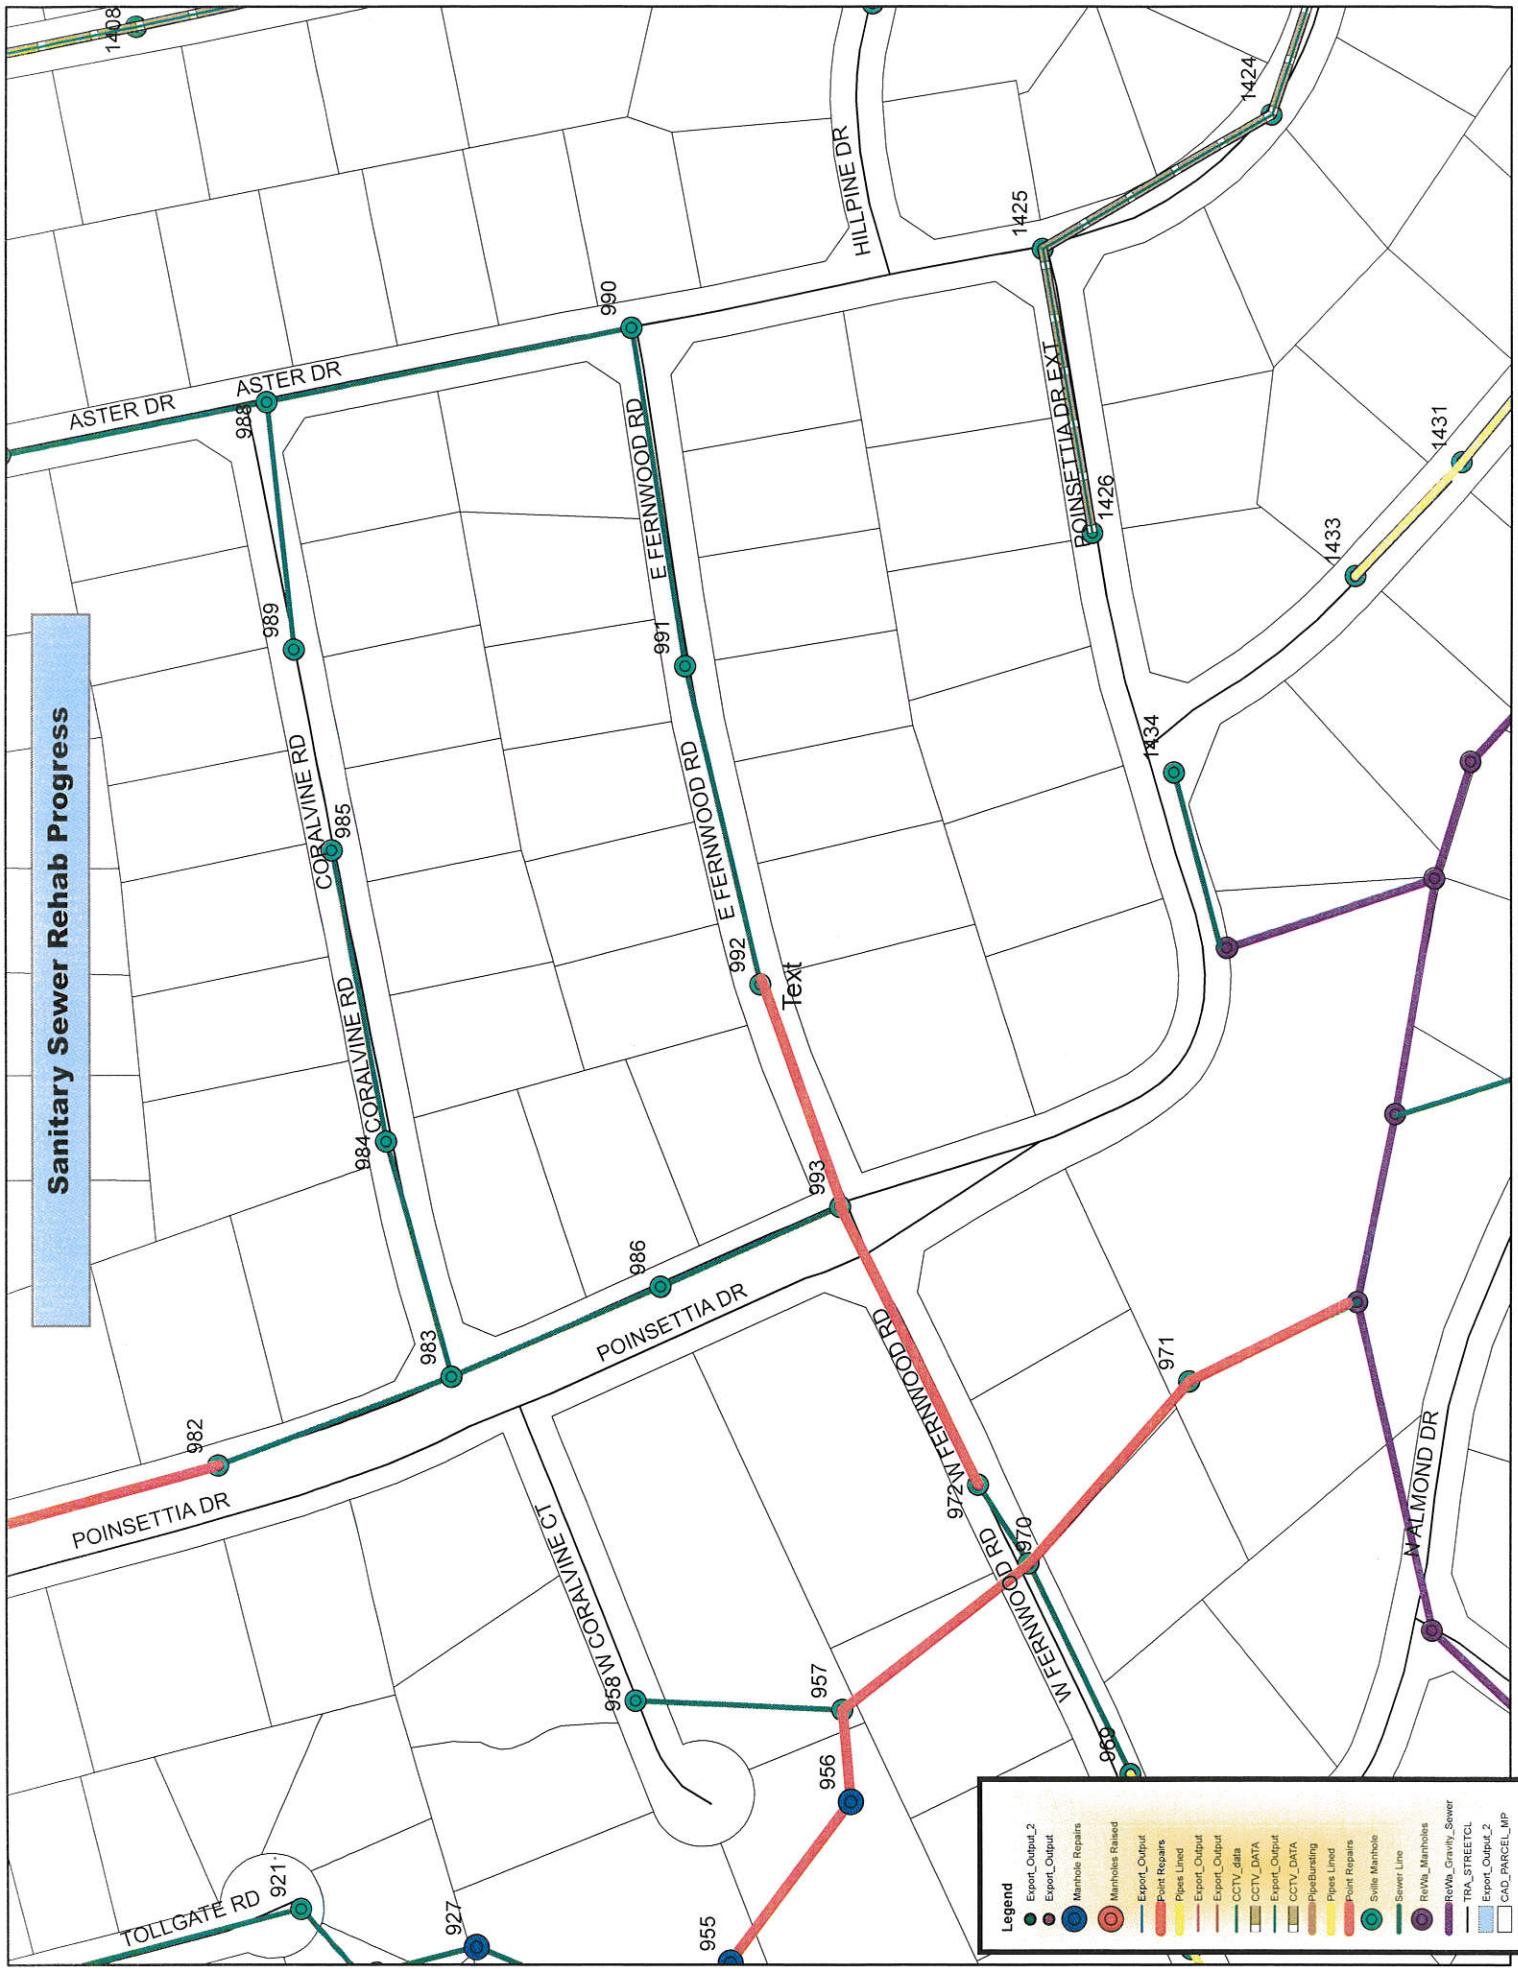 Sanitary Sewer Rehab Progress
1408
HILLPINE DR
1424
1425
990
ASTER DR
ASTER DR
988
E FERNWOOD RD
POINSETTIA DR EXT
1426
1431
1433
989
991
CORALVINE RD
985
E FERNWOOD RD
1434
992
Text
CORALVINE RD
984
993
986
POINSETTIA DR
983
W FERNWOOD RD
971
982
POINSETTIA DR
972
W FERNWOOD RD
970
N ALMOND DR
W CORALVINE CT
958
957
956
969
TOLLGATE RD
921
927
955
Legend
Export_Output_2
Export_Output
Manhole Repairs
Manholes Raised
Export_Output
Point Repairs
Pipes Lined
Export_Output
Export_Output
CCTV_data
CCTV_DATA
Export_Output
CCTV_DATA
PipeBursting
Pipes Lined
Point Repairs
Sville Manhole
Sewer Line
ReWa_Manholes
ReWa_Gravity_Sewer
TRA_STREETCL
Export_Output_2
CAD_PARCEL_MP